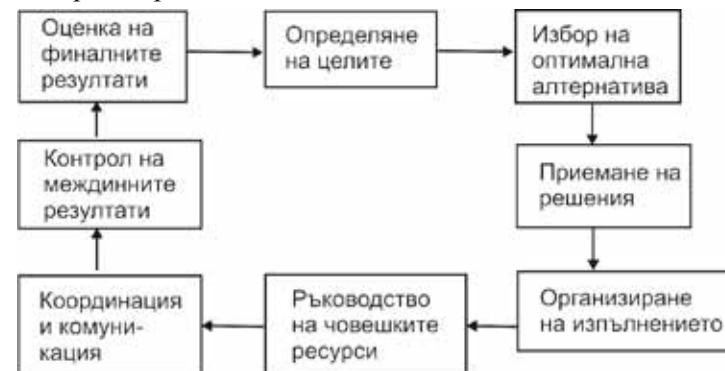 Оценка на
финалните
резултати
Определяне
на целите
Избор на
оптимална
алтернатива
Приемане на
решения
Организиране
на изпълнението
Ръководство
на човешките
ресурси
Координация
и комуни-
кация
Контрол на
междинните
резултати